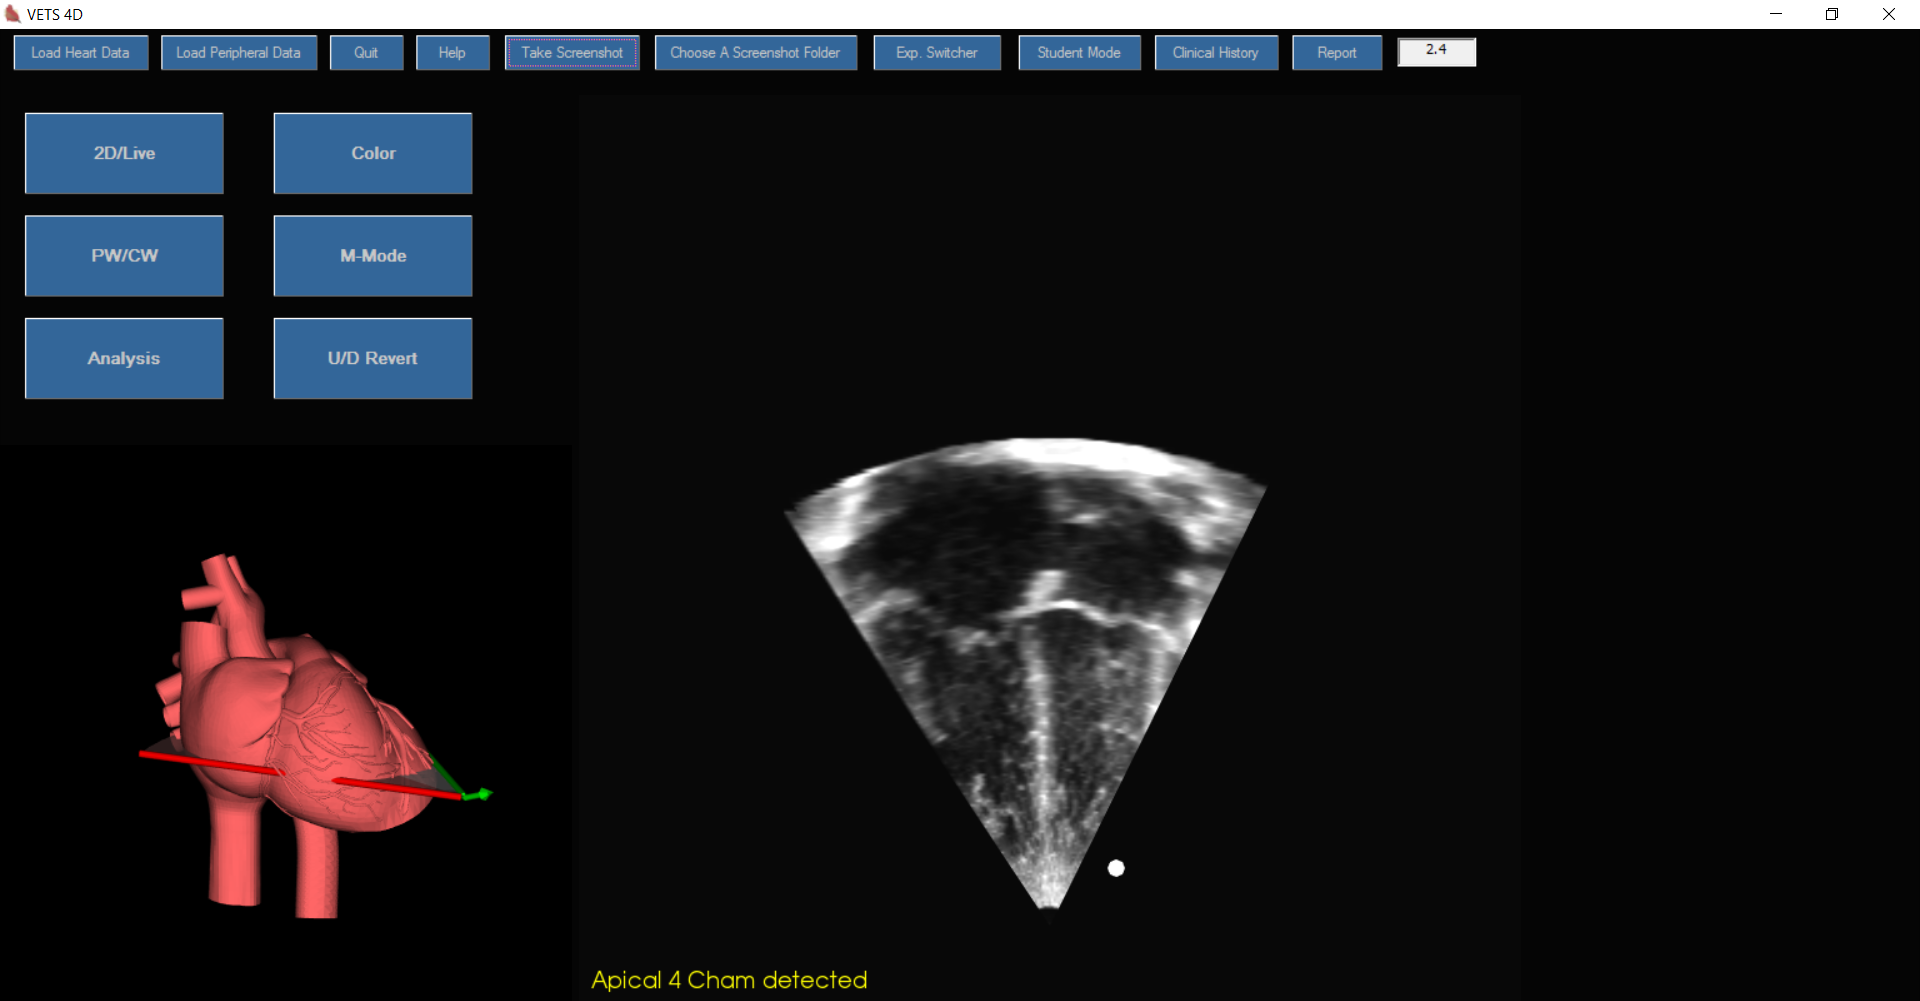 VETS 4D
Load Heart Data
Load Peripheral Data
Quit
Help
Take Screenshot
Choose A Screenshot Folder
Exp. Switcher
Student Mode
Clinical History
Report
2.4
2D/Live
Color
PW/CW
M-Mode
Analysis
U/D Revert
Apical 4 Cham detected